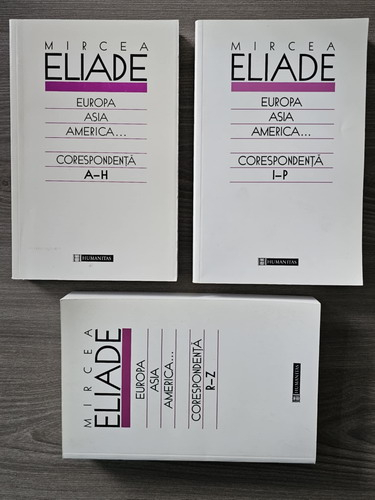 MIRCEA
ELIADE
EUROPA
ASIA
AMERICA...
CORESPONDENȚĂ
A–H
HUMANITAS
MIRCEA
ELIADE
EUROPA
ASIA
AMERICA...
CORESPONDENȚĂ
I–P
HUMANITAS
MIRCEA
ELIADE
EUROPA
ASIA
AMERICA...
CORESPONDENȚĂ
R–Z
HUMANITAS